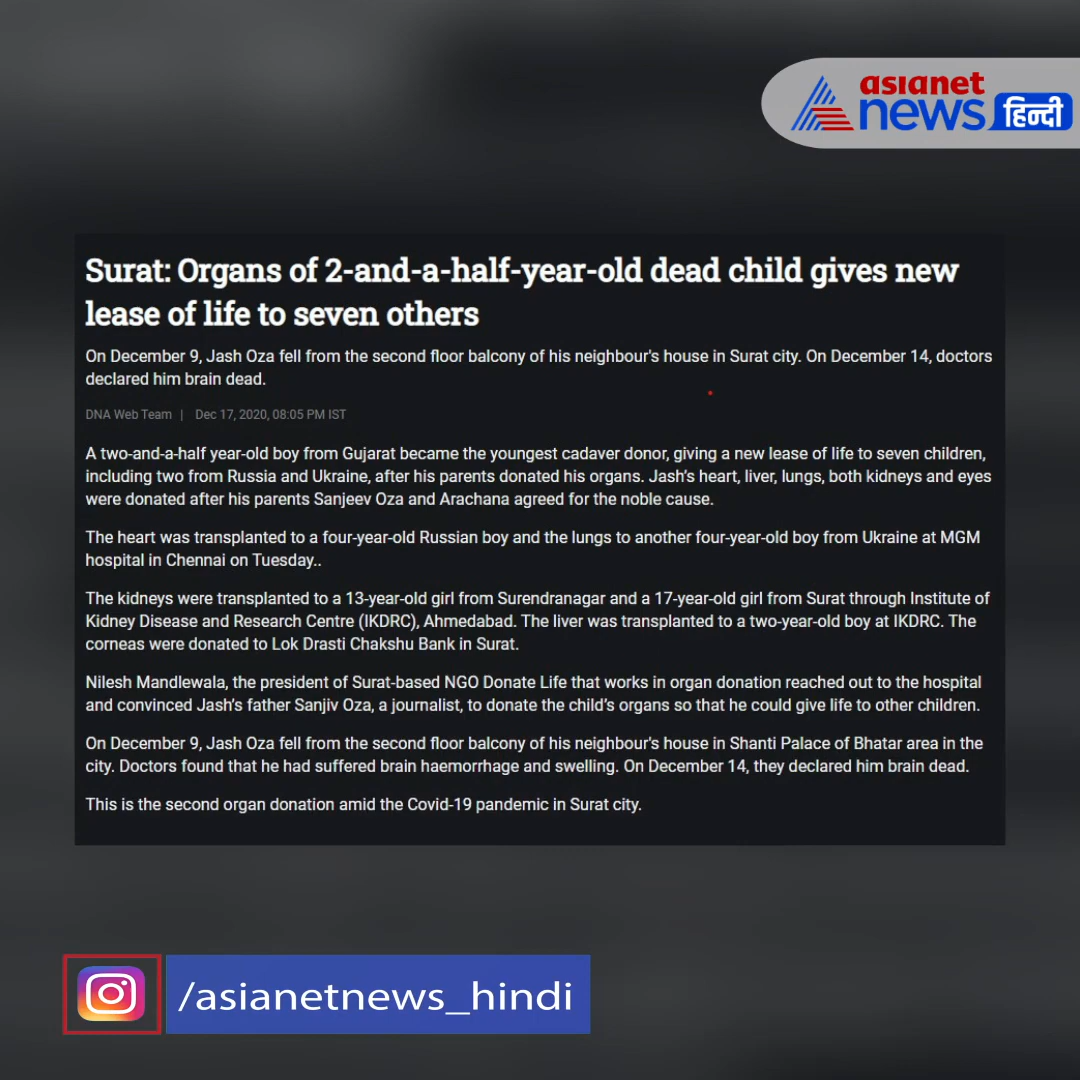 asianet
news हिन्दी
Surat: Organs of 2-and-a-half-year-old dead child gives new
lease of life to seven others
On December 9, Jash Oza fell from the second floor balcony of his neighbour's house in Surat city. On December 14, doctors
declared him brain dead.
DNA Web Team | Dec 17, 2020, 08:05 PM IST
A two-and-a-half year-old boy from Gujarat became the youngest cadaver donor, giving a new lease of life to seven children,
including two from Russia and Ukraine, after his parents donated his organs. Jash's heart, liver, lungs, both kidneys and eyes
were donated after his parents Sanjeev Oza and Arachana agreed for the noble cause.
The heart was transplanted to a four-year-old Russian boy and the lungs to another four-year-old boy from Ukraine at MGM
hospital in Chennai on Tuesday..
The kidneys were transplanted to a 13-year-old girl from Surendranagar and a 17-year-old girl from Surat through Institute of
Kidney Disease and Research Centre (IKDRC), Ahmedabad. The liver was transplanted to a two-year-old boy at IKDRC. The
corneas were donated to Lok Drasti Chakshu Bank in Surat.
Nilesh Mandlewala, the president of Surat-based NGO Donate Life that works in organ donation reached out to the hospital
and convinced Jash's father Sanjiv Oza, a journalist, to donate the child's organs so that he could give life to other children.
On December 9, Jash Oza fell from the second floor balcony of his neighbour's house in Shanti Palace of Bhatar area in the
city. Doctors found that he had suffered brain haemorrhage and swelling. On December 14, they declared him brain dead.
This is the second organ donation amid the Covid-19 pandemic in Surat city.
/asianetnews_hindi